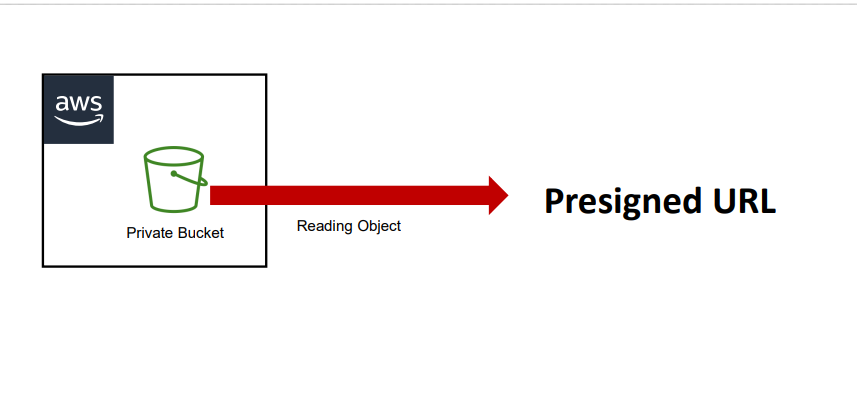 aws
Private Bucket
Reading Object
Presigned URL